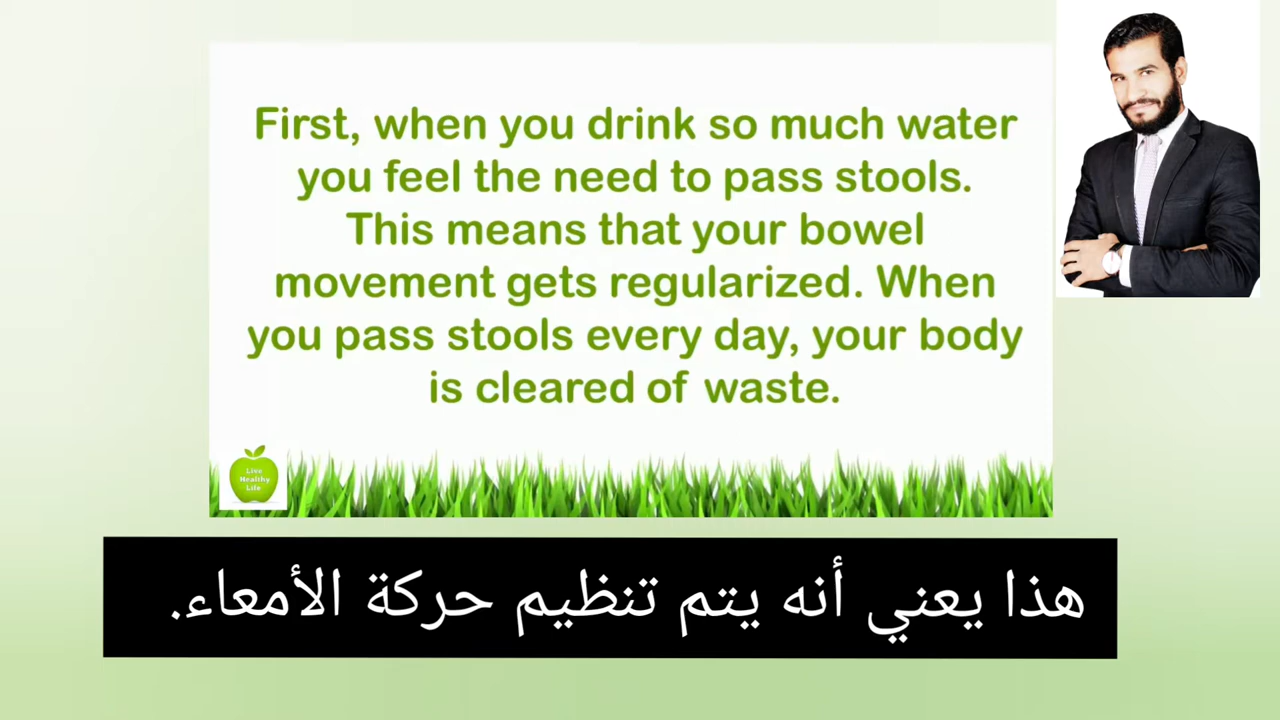 First, when you drink so much water
you feel the need to pass stools.
This means that your bowel
movement gets regularized. When
you pass stools every day, your body
is cleared of waste.
Live
Healthy
Life
هذا يعني أنه يتم تنظيم حركة الأمعاء.